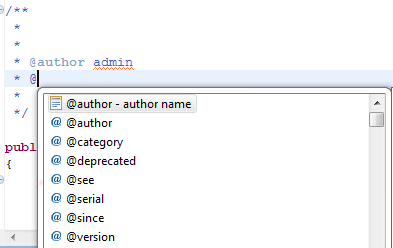 /**
*
*
* @author admin
* @
*
*/
publ
{
@author - author name
@author
@category
@deprecated
@see
@serial
@since
@version